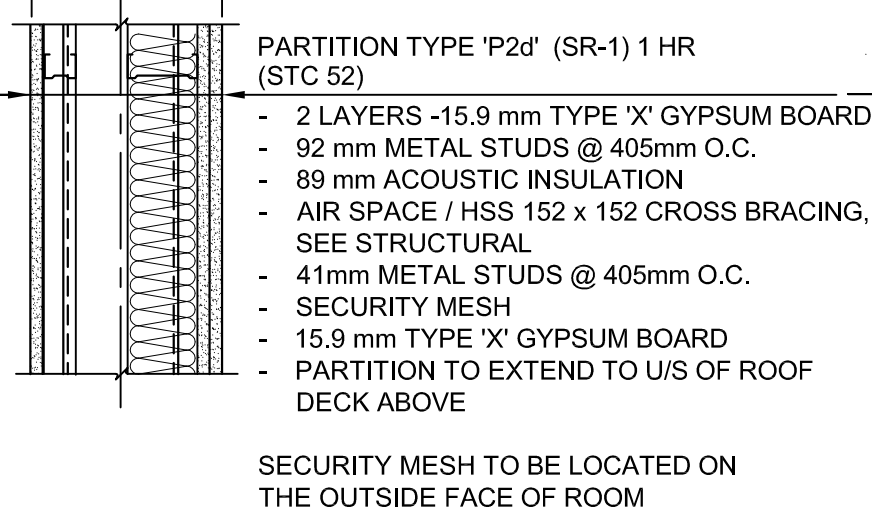 PARTITION TYPE 'P2d' (SR-1) 1 HR
(STC 52)
- 2 LAYERS -15.9 mm TYPE 'X' GYPSUM BOARD
- 92 mm METAL STUDS @ 405mm O.C.
- 89 mm ACOUSTIC INSULATION
- AIR SPACE / HSS 152 x 152 CROSS BRACING,
SEE STRUCTURAL
- 41mm METAL STUDS @ 405mm O.C.
- SECURITY MESH
- 15.9 mm TYPE 'X' GYPSUM BOARD
- PARTITION TO EXTEND TO U/S OF ROOF
DECK ABOVE
SECURITY MESH TO BE LOCATED ON
THE OUTSIDE FACE OF ROOM